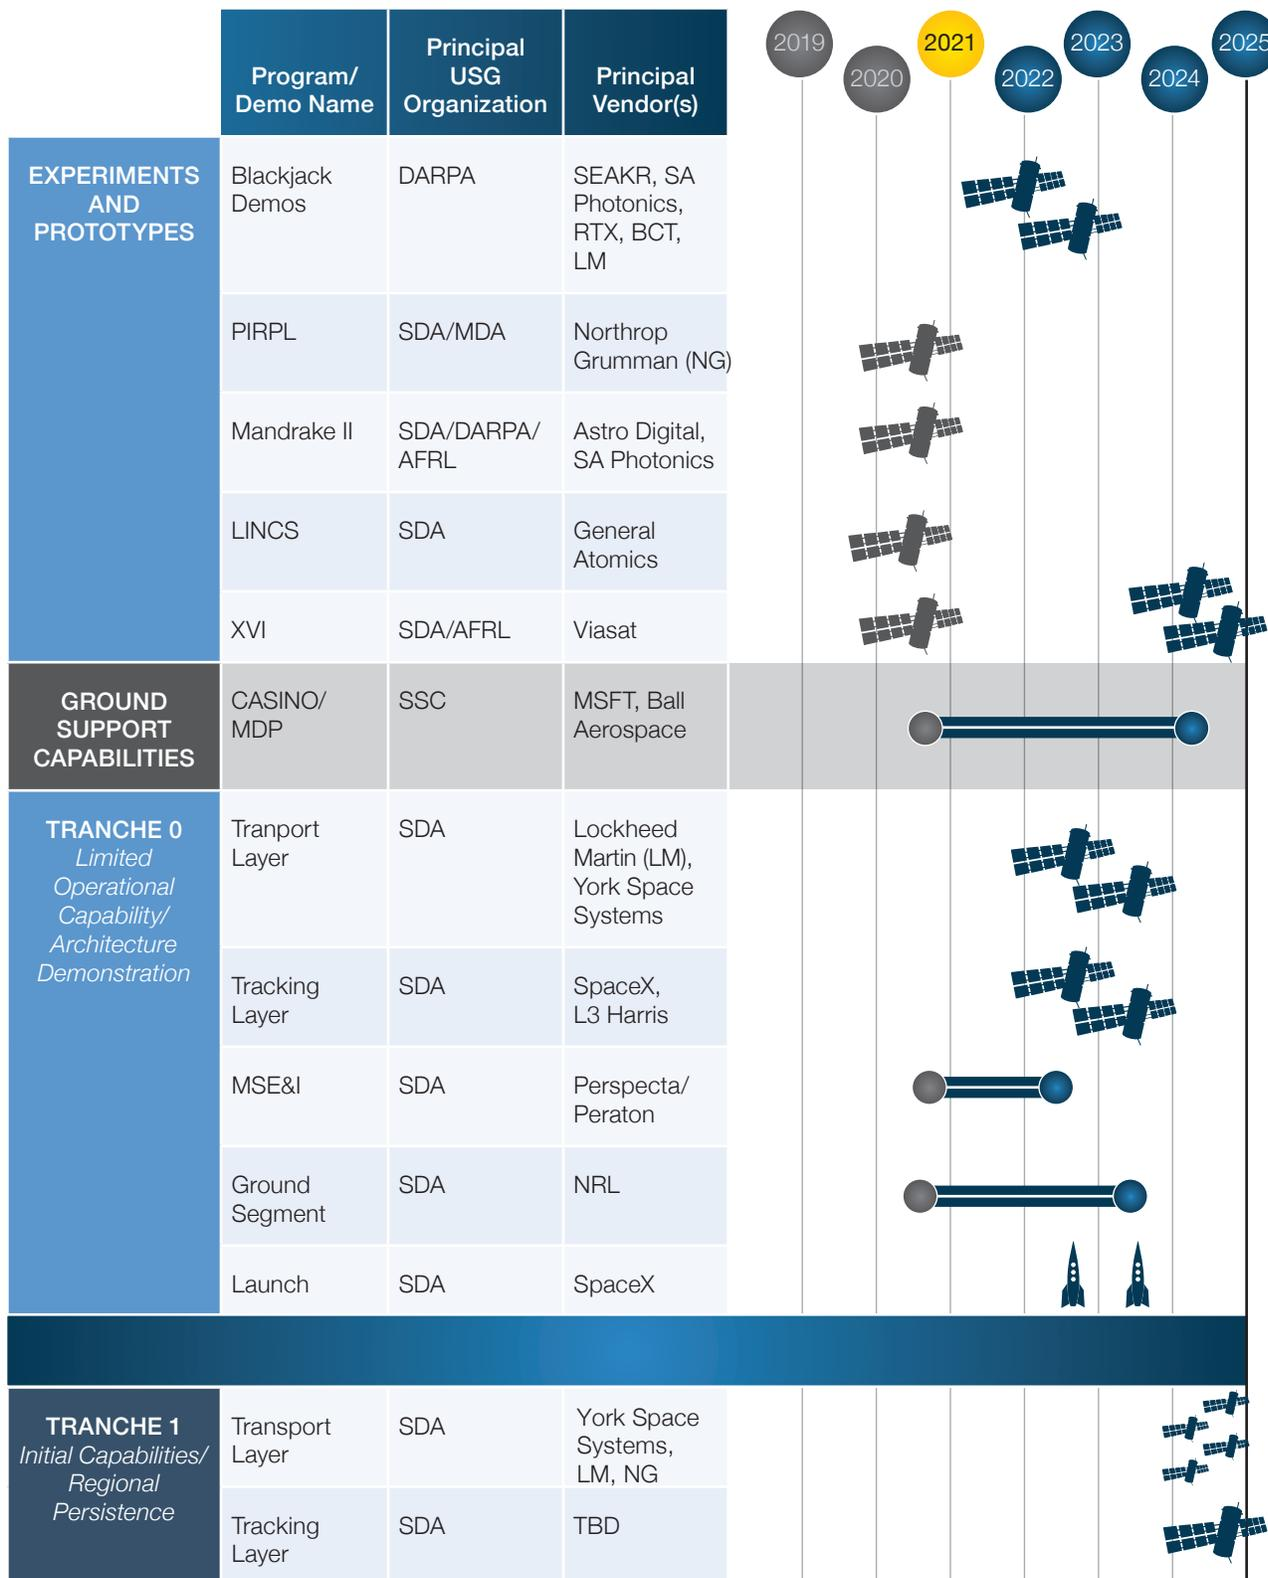 Program/
Demo Name
Principal
USG
Organization
Principal
Vendor(s)
2019
2020
2021
2022
2023
2024
2025
EXPERIMENTS
AND
PROTOTYPES
Blackjack
Demos
DARPA
SEAKR, SA
Photonics,
RTX, BCT,
LM
PIRPL
SDA/MDA
Northrop
Grumman (NG)
Mandrake II
SDA/DARPA/
AFRL
Astro Digital,
SA Photonics
LINCS
SDA
General
Atomics
XVI
SDA/AFRL
Viasat
GROUND
SUPPORT
CAPABILITIES
CASINO/
MDP
SSC
MSFT, Ball
Aerospace
TRANCHE 0
Limited
Operational
Capability/
Architecture
Demonstration
Tranport
Layer
SDA
Lockheed
Martin (LM),
York Space
Systems
Tracking
Layer
SDA
SpaceX,
L3 Harris
MSE&I
SDA
Perspecta/
Peraton
Ground
Segment
SDA
NRL
Launch
SDA
SpaceX
TRANCHE 1
Initial Capabilities/
Regional
Persistence
Transport
Layer
SDA
York Space
Systems,
LM, NG
Tracking
Layer
SDA
TBD